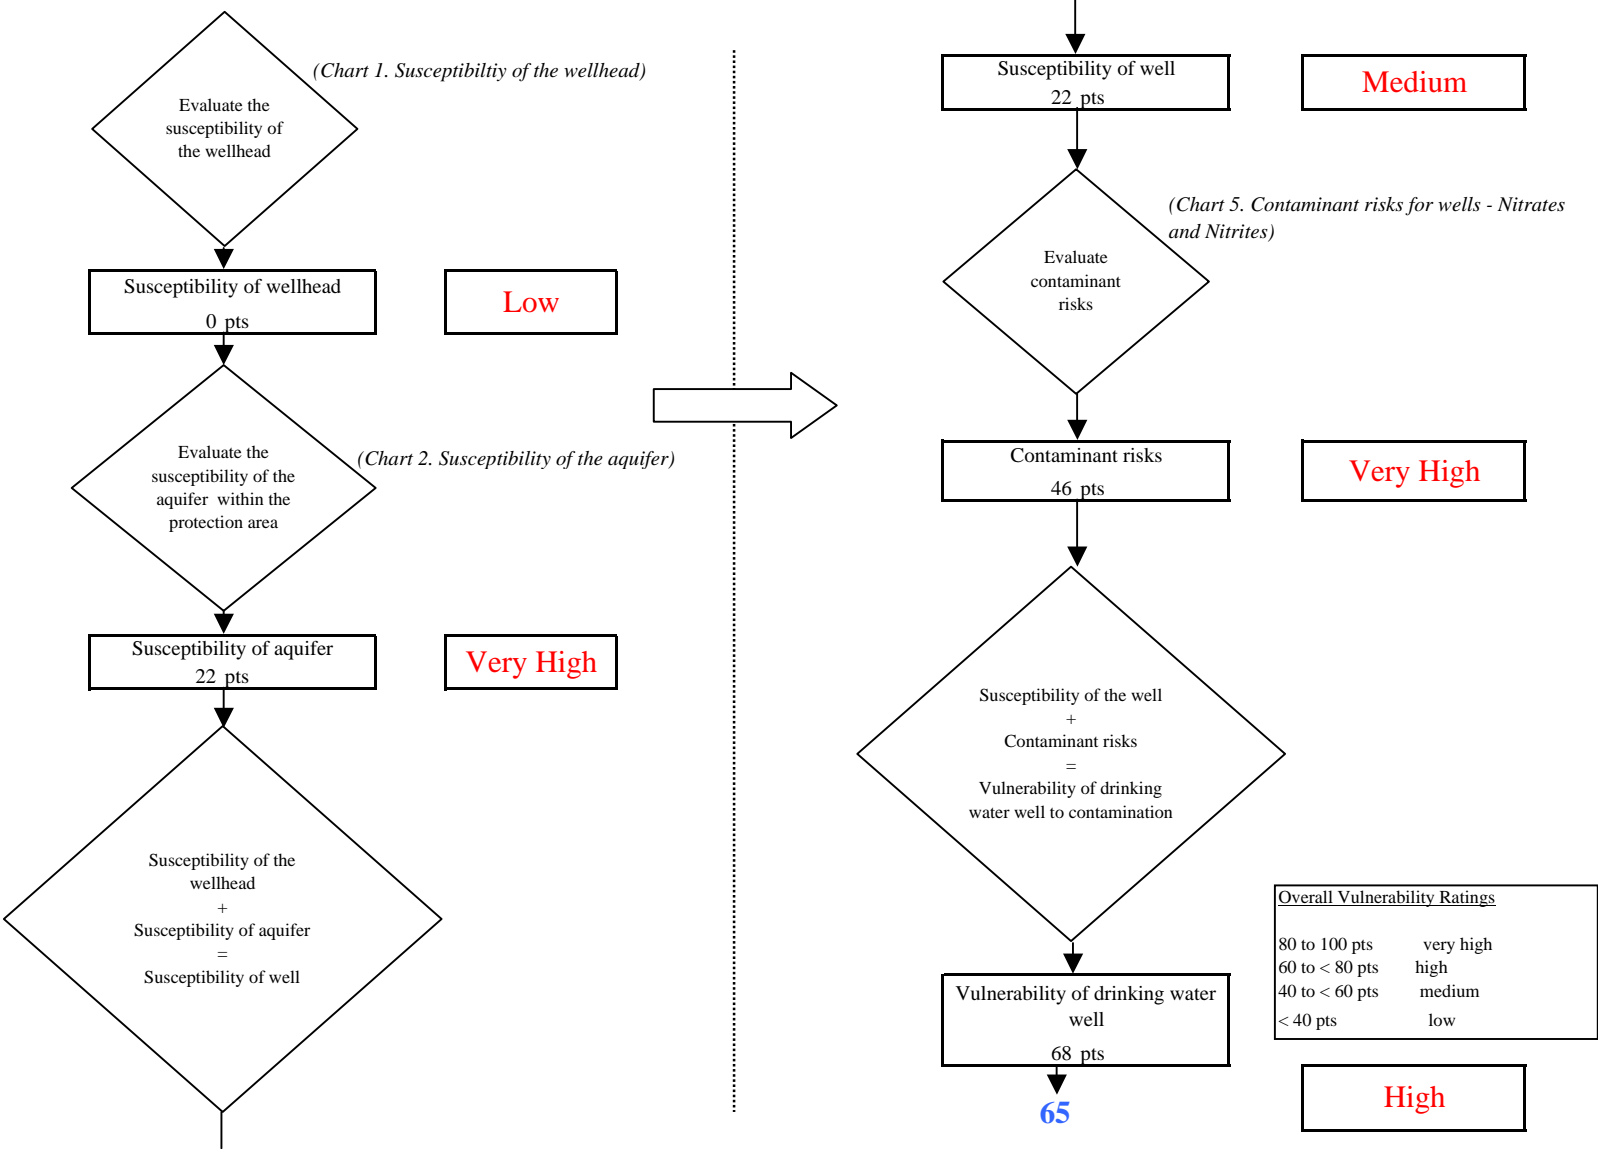 (Chart 1. Susceptibiltiy of the wellhead)
Evaluate the
susceptibility of
the wellhead
Susceptibility of wellhead
0 pts
Low
Evaluate the
susceptibility of the
aquifer within the
protection area
(Chart 2. Susceptibility of the aquifer)
Susceptibility of aquifer
22 pts
Very High
Susceptibility of the
wellhead
+
Susceptibility of aquifer
=
Susceptibility of well
Susceptibility of well
22 pts
Medium
(Chart 5. Contaminant risks for wells - Nitrates
and Nitrites)
Evaluate
contaminant
risks
Contaminant risks
46 pts
Very High
Susceptibility of the well
+
Contaminant risks
=
Vulnerability of drinking
water well to contamination
Overall Vulnerability Ratings
80 to 100 pts very high
60 to < 80 pts high
40 to < 60 pts medium
< 40 pts low
Vulnerability of drinking water
well
68 pts
65
High